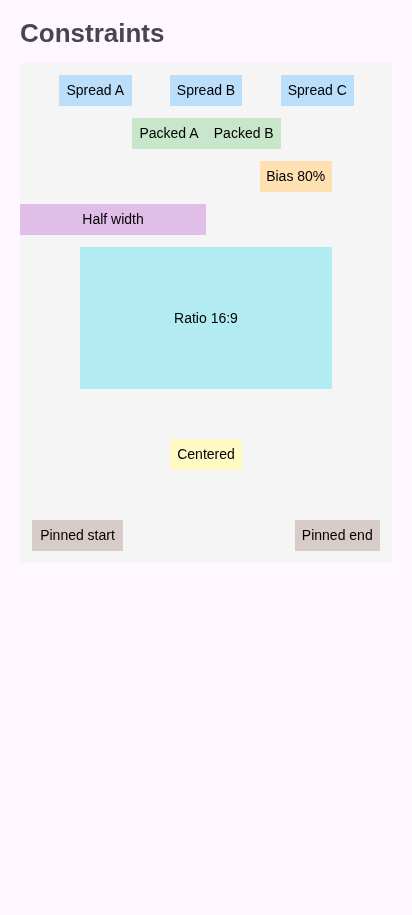 Constraints
Spread A Spread B Spread C
Packed A Packed B
Bias 80%
Half width
Ratio 16:9
Centered
Pinned start Pinned end